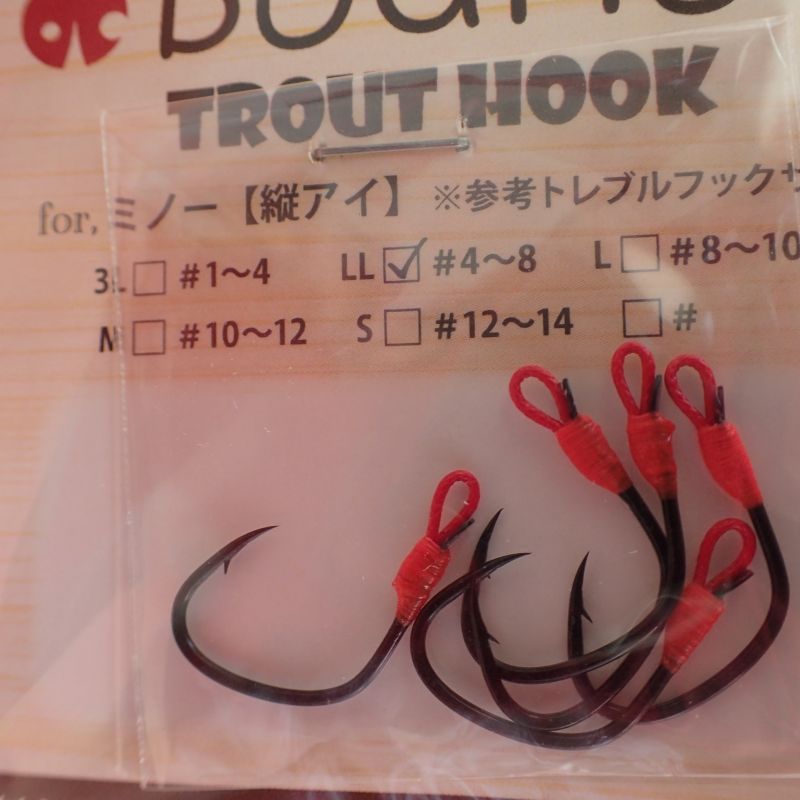 TROUT HOOK
for, ミノー【縦アイ】 ※参考トレブルフックサ
3L □ #1～4 LL ☑ #4～8 L □ #8～10
M □ #10～12 S □ #12～14 □ #